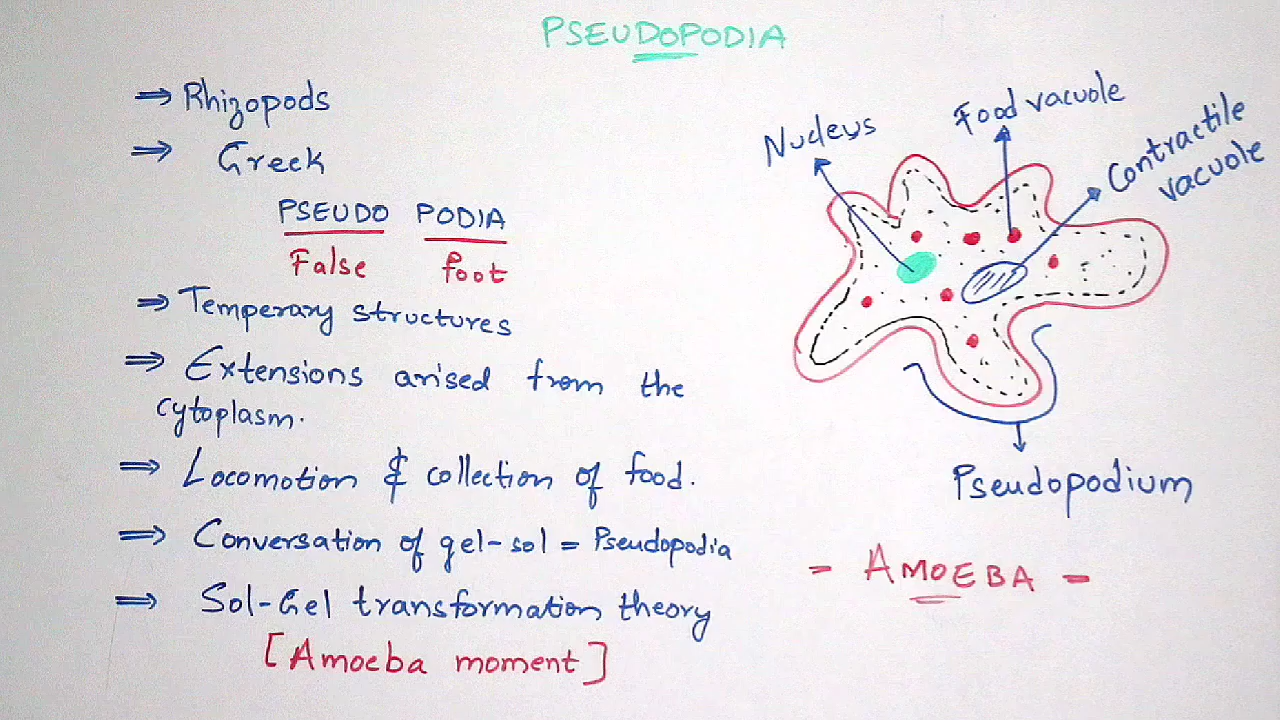 PSEUDOPODIA
⇒ Rhizopods
⇒ Greek
PSEUDO PODIA
False foot
⇒ Temperary structures
⇒ Extensions arised from the
cytoplasm.
⇒ Locomotion & collection of food.
⇒ Conversation of gel-sol = Pseudopodia
⇒ Sol-Gel transformation theory
[Amoeba moment]
Nucleus
Food vacuole
Contractile
vacuole
Pseudopodium
- AMOEBA -